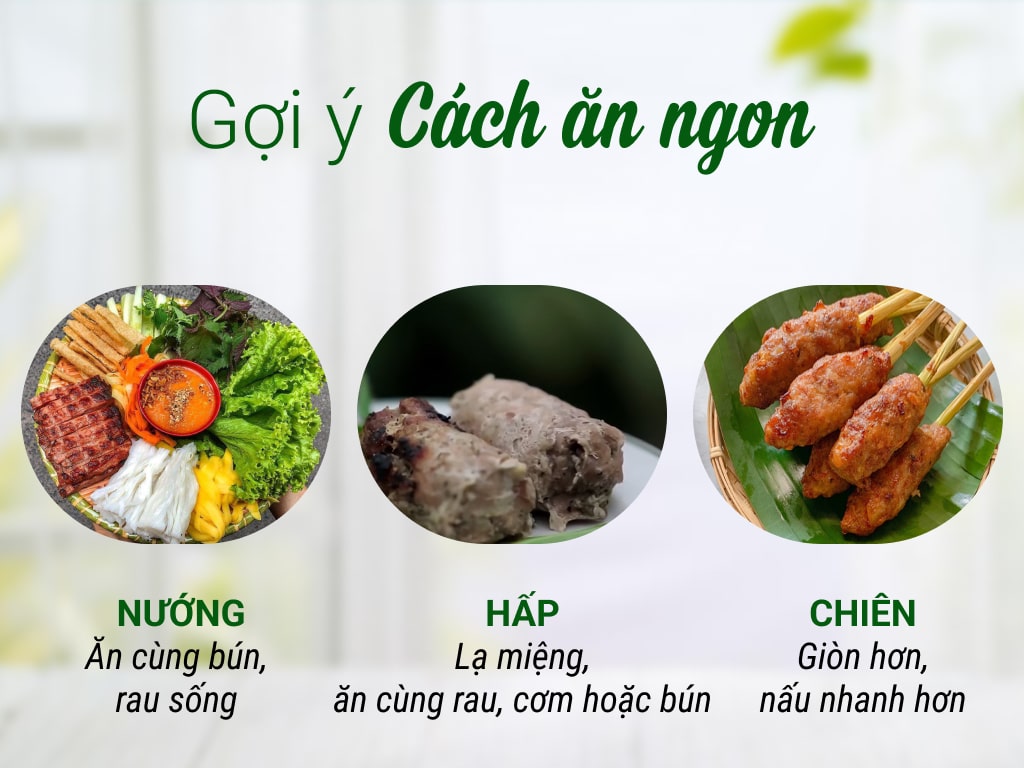 Gợi ý Cách ăn ngon
NƯỚNG
Ăn cùng bún,
rau sống
HẤP
Lạ miệng,
ăn cùng rau, cơm hoặc bún
CHIÊN
Giòn hơn,
nấu nhanh hơn